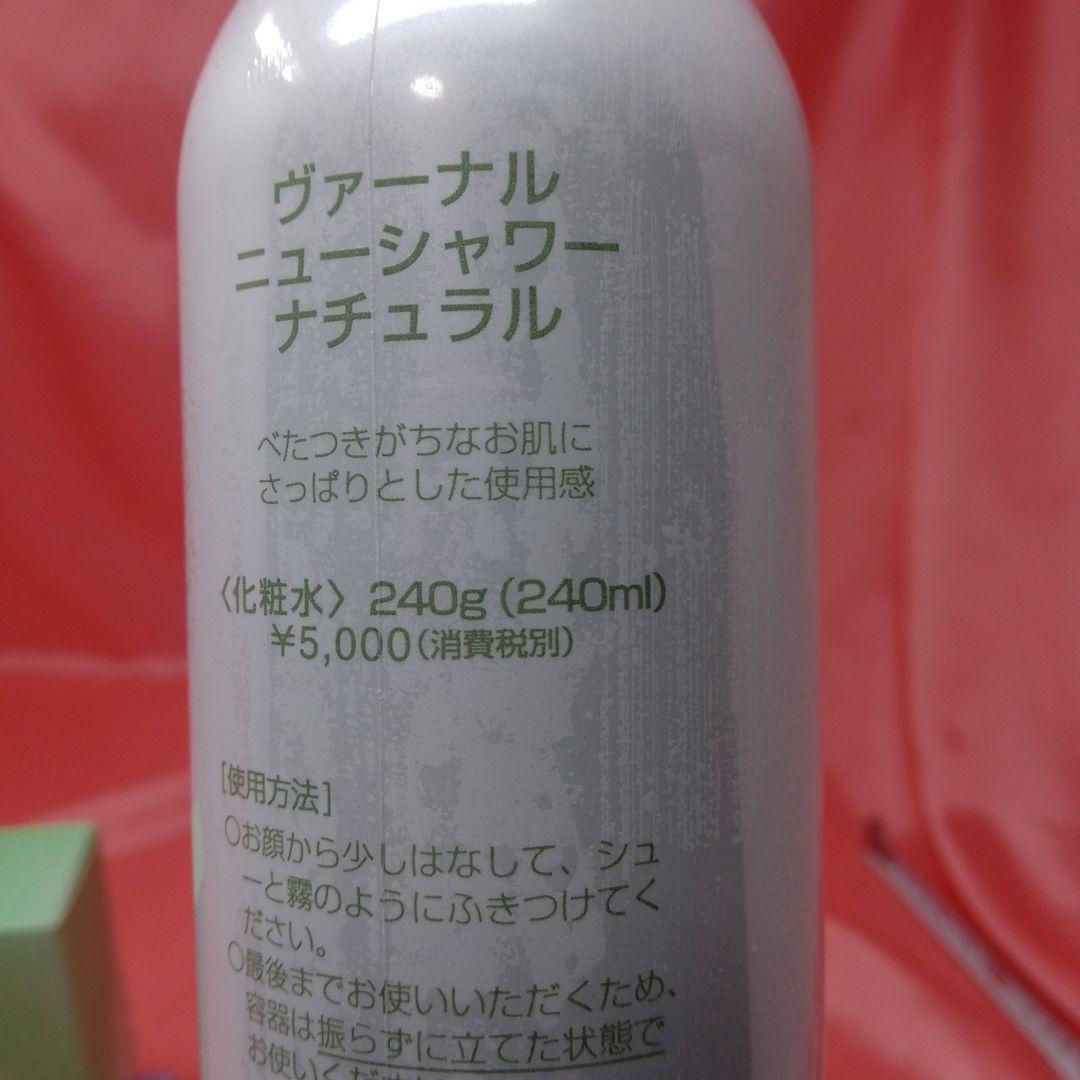 ヴァーナル
ニューシャワー
ナチュラル
べたつきがちなお肌に
さっぱりとした使用感
〈化粧水〉 240g (240ml)
¥5,000(消費税別)
[使用方法]
○お顔から少しはなして、シュ
ーと霧のようにふきつけてく
ださい。
○最後までお使いいただくため、
容器は振らずに立てた状態で
お使いくだ